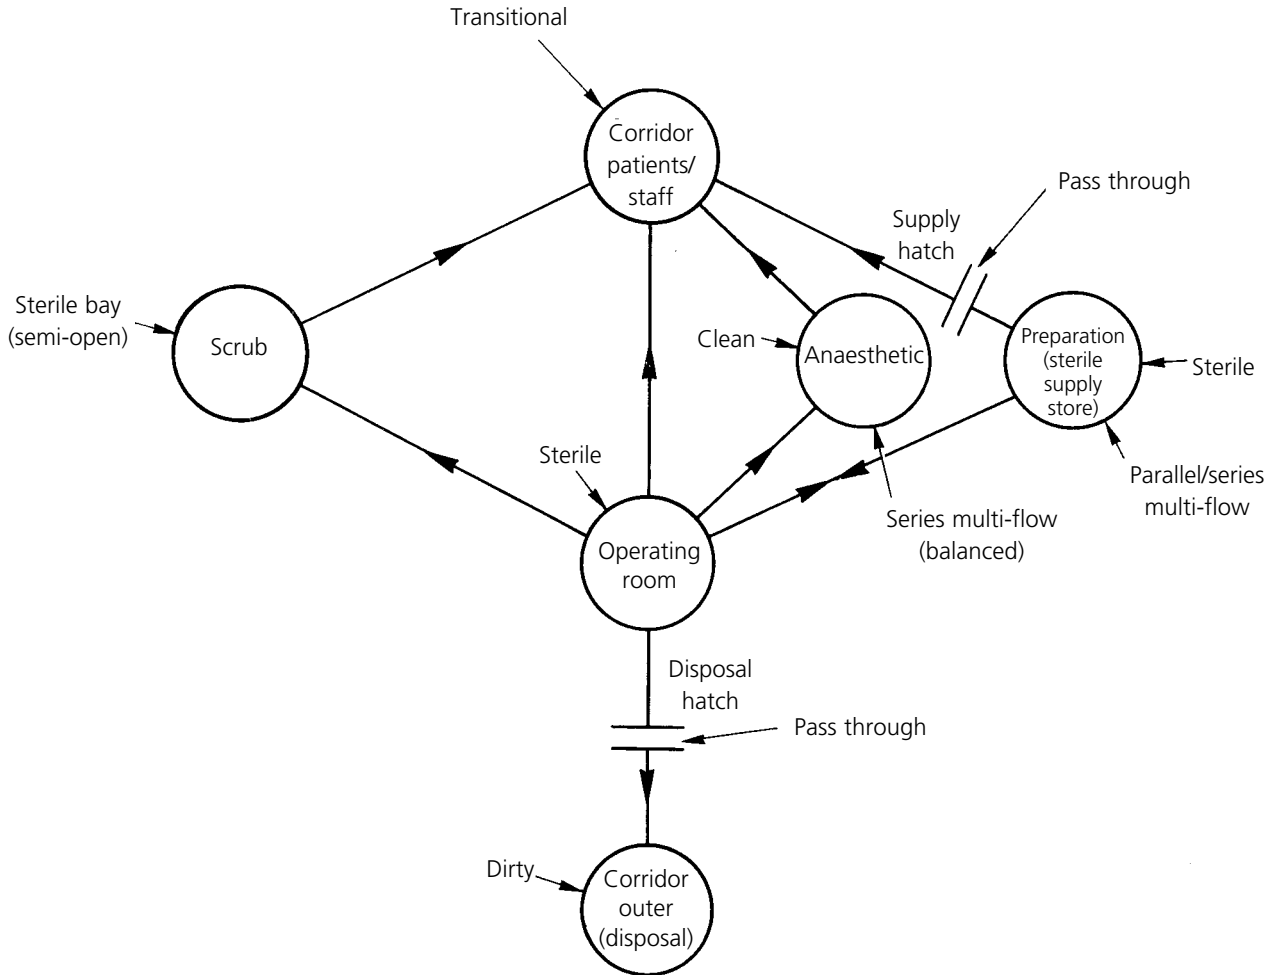 Transitional
Corridor
patients/
staff
Pass through
Supply
hatch
Sterile bay
(semi-open)
Scrub
Clean
Anaesthetic
Preparation
(sterile
supply
store)
Sterile
Sterile
Parallel/series
multi-flow
Series multi-flow
(balanced)
Operating
room
Disposal
hatch
Pass through
Dirty
Corridor
outer
(disposal)